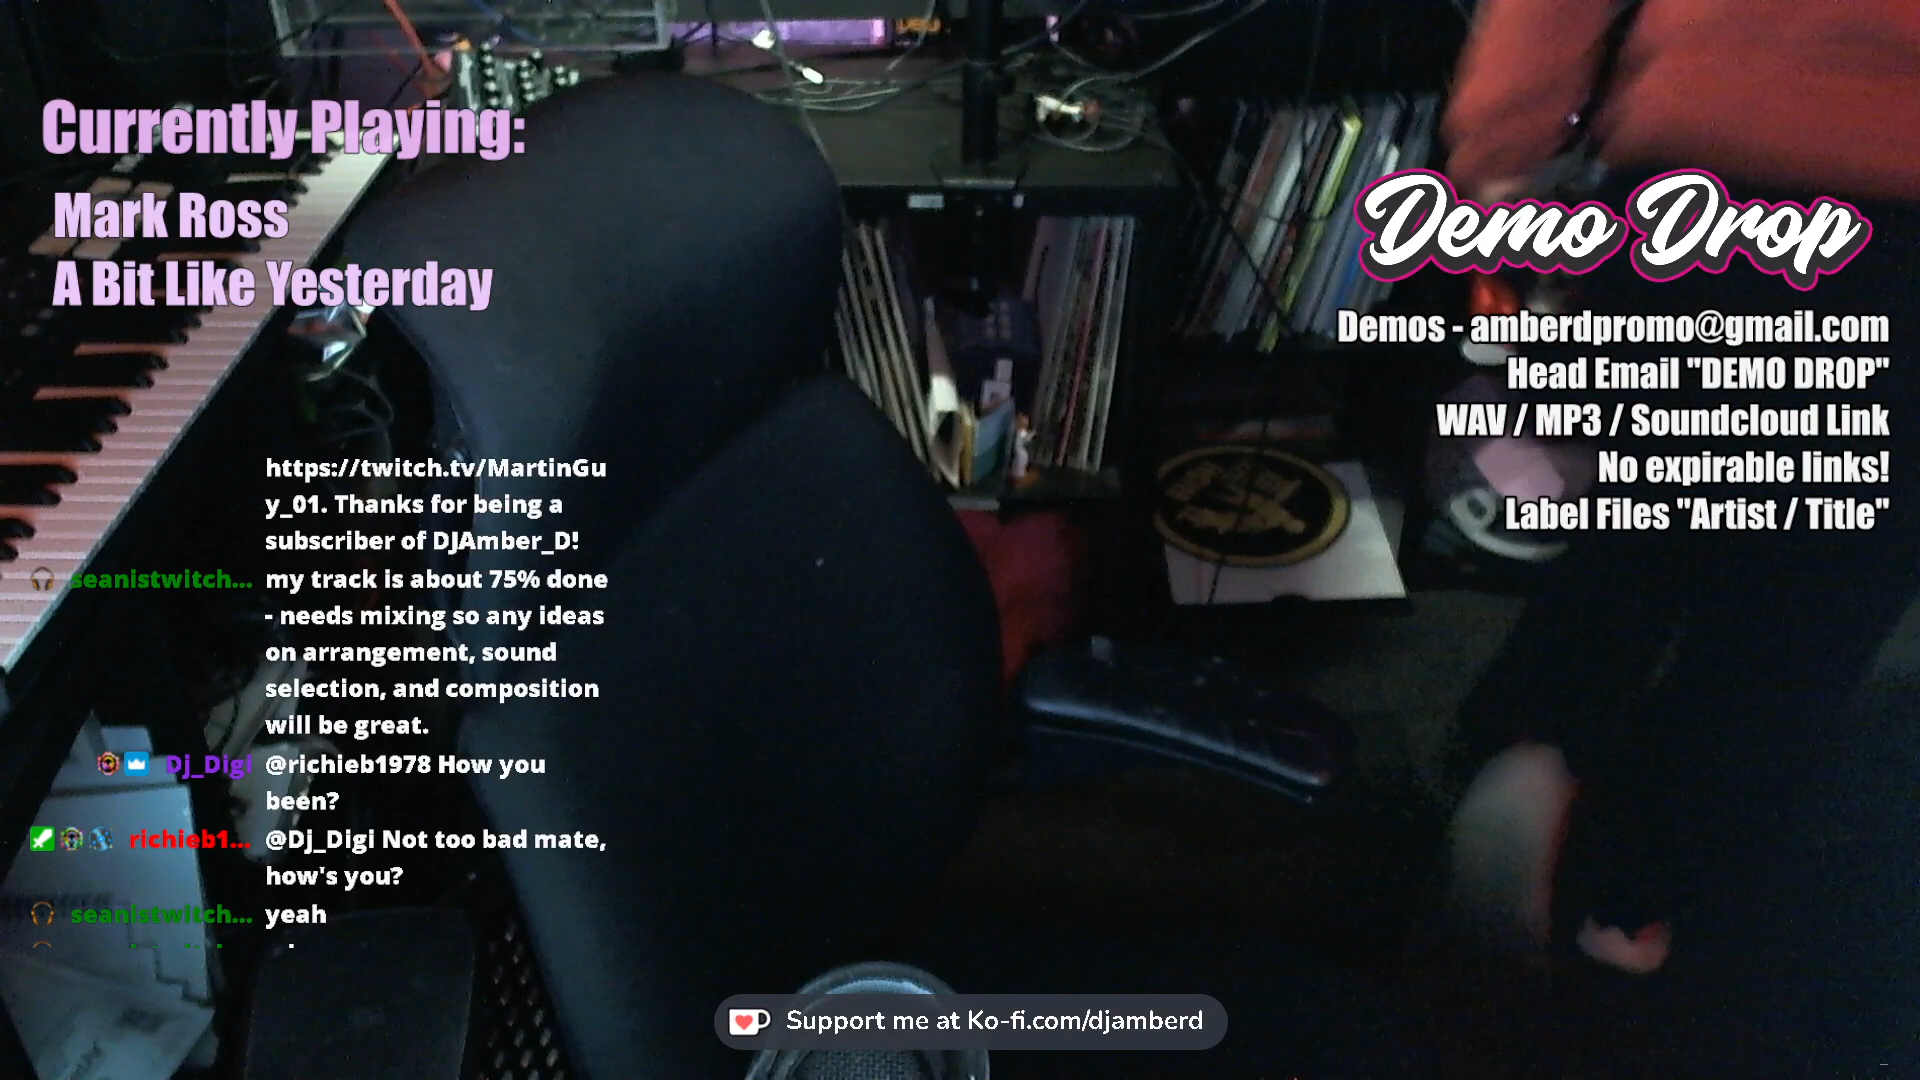 Currently Playing:
Mark Ross
A Bit Like Yesterday
Demo Drop
Demos - amberdpromo@gmail.com
Head Email "DEMO DROP"
WAV / MP3 / Soundcloud Link
No expirable links!
Label Files "Artist / Title"
https://twitch.tv/MartinGu
y_01. Thanks for being a
subscriber of DJAmber_D!
seanistwitch... my track is about 75% done
- needs mixing so any ideas
on arrangement, sound
selection, and composition
will be great.
Dj_Digi @richieb1978 How you
been?
richieb1... @Dj_Digi Not too bad mate,
how's you?
seanistwitch... yeah
Support me at Ko-fi.com/djamberd